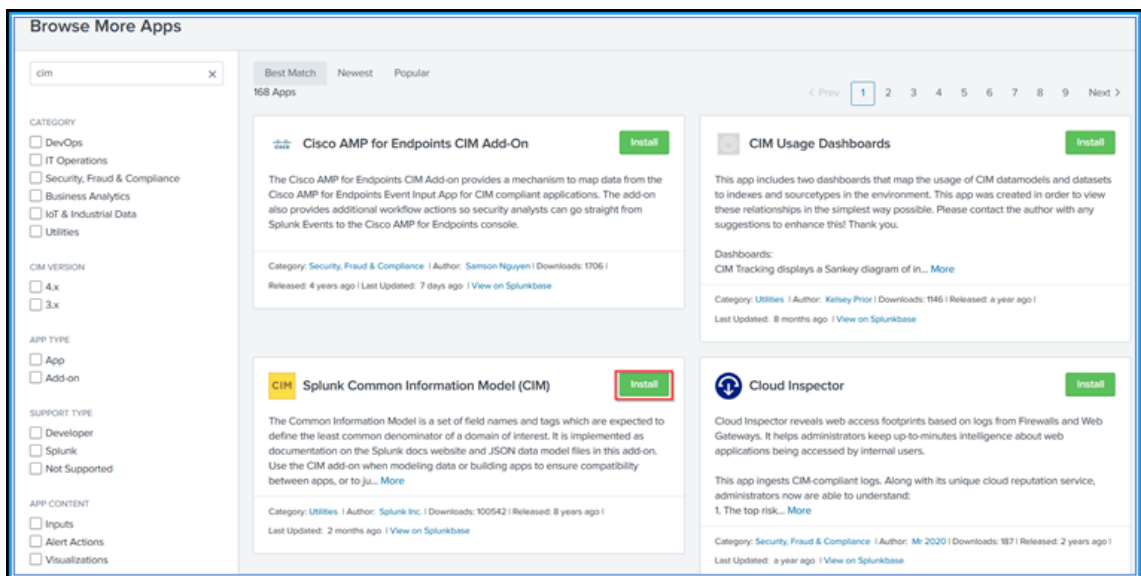 Browse More Apps
cim
CATEGORY
DevOps
IT Operations
Security, Fraud & Compliance
Business Analytics
IoT & Industrial Data
Utilities
CIM VERSION
4.x
3.x
APP TYPE
App
Add-on
SUPPORT TYPE
Developer
Splunk
Not Supported
APP CONTENT
Inputs
Alert Actions
Visualizations
Best Match Newest Popular
168 Apps
< Prev 1 2 3 4 5 6 7 8 9 Next >
Cisco AMP for Endpoints CIM Add-On
Install
The Cisco AMP for Endpoints CIM Add-on provides a mechanism to map data from the
Cisco AMP for Endpoints Event Input App for CIM compliant applications. The add-on
also provides additional workflow actions so security analysts can go straight from
Splunk Events to the Cisco AMP for Endpoints console.
Category: Security, Fraud & Compliance | Author: Samson Nguyen | Downloads: 1706 |
Released: 4 years ago | Last Updated: 7 days ago | View on Splunkbase
CIM Usage Dashboards
Install
This app includes two dashboards that map the usage of CIM datamodels and datasets
to indexes and sourcetypes in the environment. This app was created in order to view
these relationships in the simplest way possible. Please contact the author with any
suggestions to enhance this! Thank you.
Dashboards:
CIM Tracking displays a Sankey diagram of in... More
Category: Utilities | Author: Kelsey Prior | Downloads: 1146 | Released: a year ago |
Last Updated: 8 months ago | View on Splunkbase
CIM
Splunk Common Information Model (CIM)
Install
The Common Information Model is a set of field names and tags which are expected to
define the least common denominator of a domain of interest. It is implemented as
documentation on the Splunk docs website and JSON data model files in this add-on.
Use the CIM add-on when modeling data or building apps to ensure compatibility
between apps, or to ju... More
Category: Utilities | Author: Splunk Inc. | Downloads: 100542 | Released: 8 years ago |
Last Updated: 2 months ago | View on Splunkbase
Cloud Inspector
Install
Cloud Inspector reveals web access footprints based on logs from Firewalls and Web
Gateways. It helps administrators keep up-to-minutes intelligence about web
applications being accessed by internal users.
This app ingests CIM-compliant logs. Along with its unique cloud reputation service,
administrators now are able to understand:
1. The top risk... More
Category: Security, Fraud & Compliance | Author: Mr 2020 | Downloads: 187 | Released: 2 years ago |
Last Updated: a year ago | View on Splunkbase